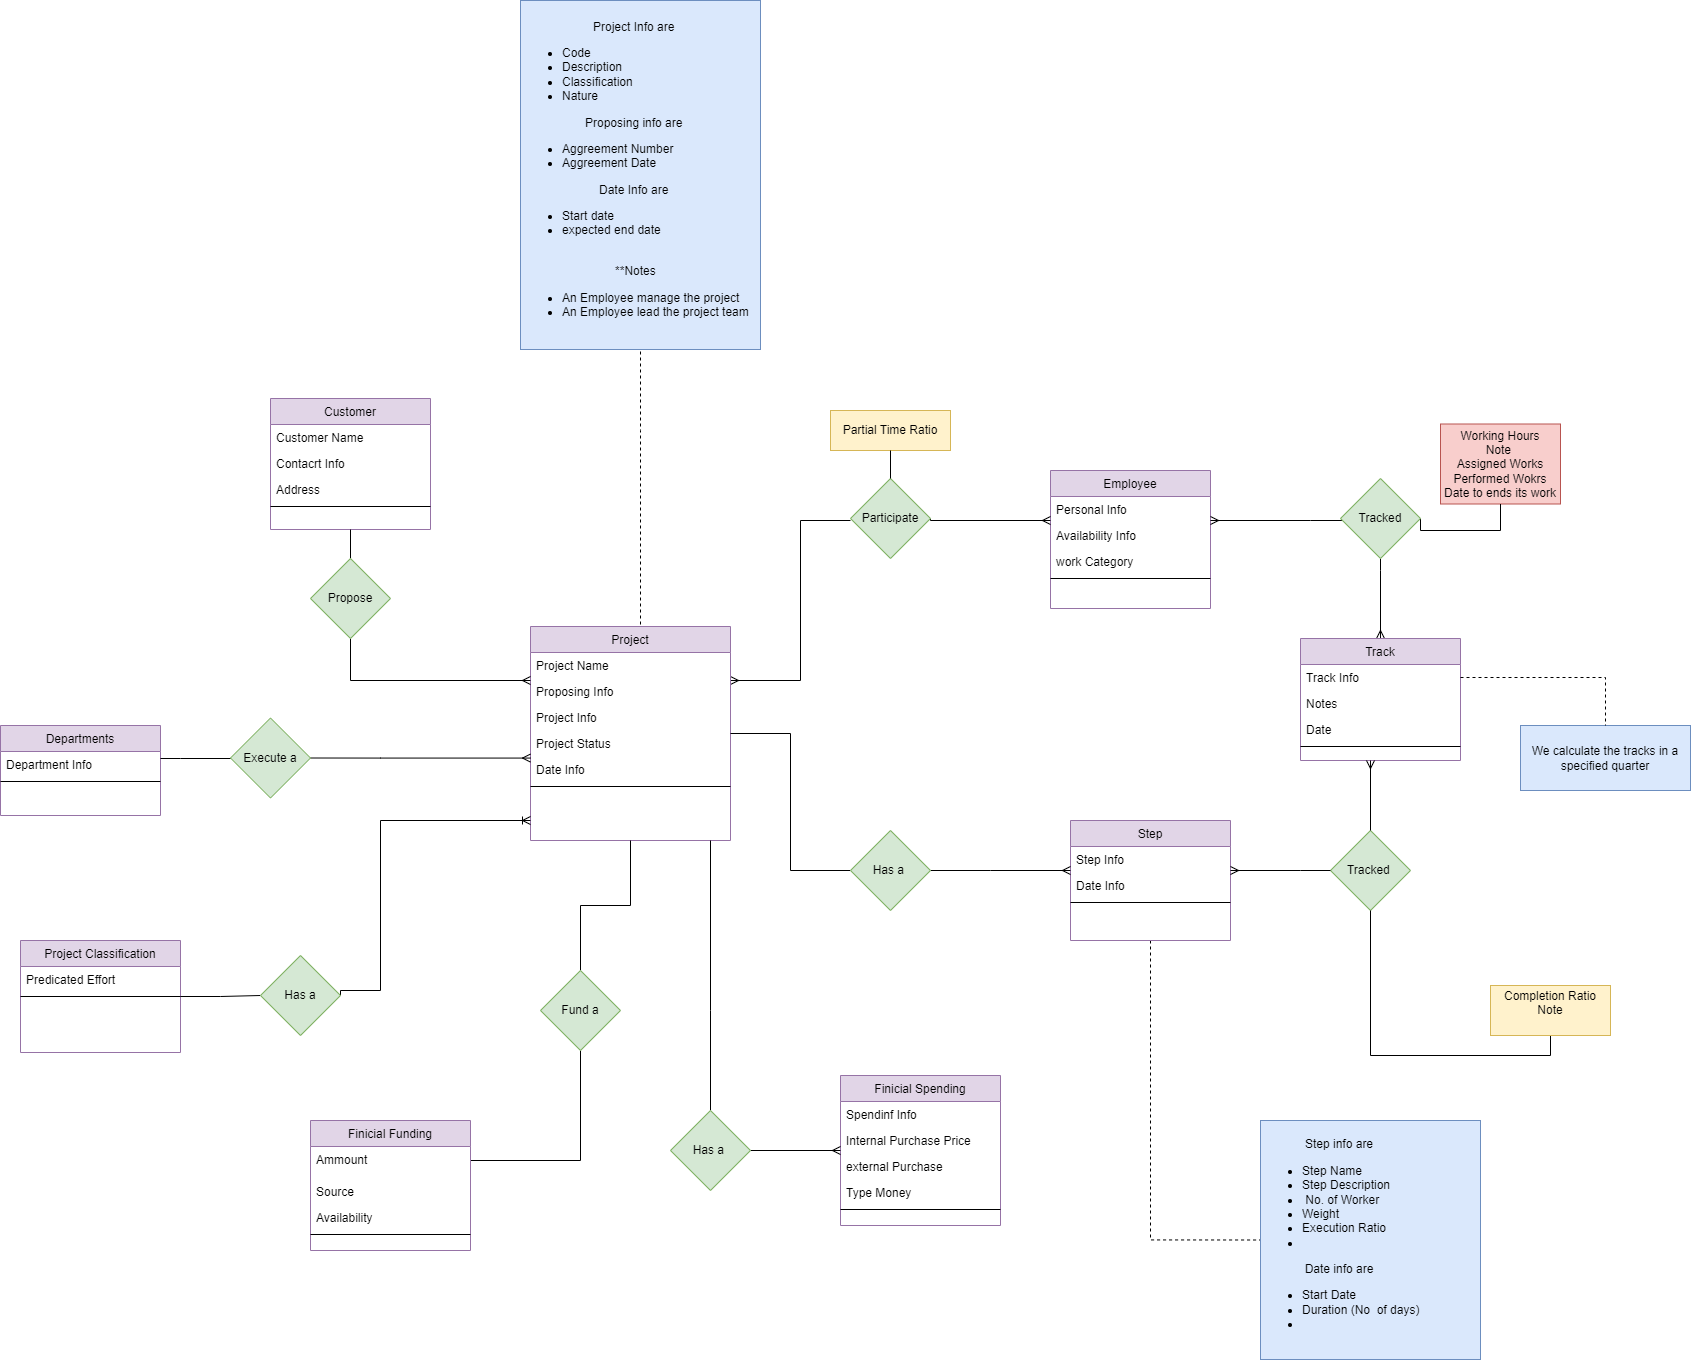 Project Info are
Code
Description
Classification
Nature
Proposing info are
Aggreement Number
Aggreement Date
Date Info are
Start date
expected end date
**Notes
An Employee manage the project
An Employee lead the project team
Customer
Customer Name
Contacrt Info
Address
Propose
Partial Time Ratio
Participate
Employee
Personal Info
Availability Info
work Category
Tracked
Working Hours
Note
Assigned Works
Performed Wokrs
Date to ends its work
Project
Project Name
Proposing Info
Project Info
Project Status
Date Info
Track
Track Info
Notes
Date
We calculate the tracks in a
specified quarter
Departments
Department Info
Execute a
Has a
Step
Step Info
Date Info
Tracked
Project Classification
Predicated Effort
Has a
Fund a
Completion Ratio
Note
Finicial Funding
Ammount
Source
Availability
Has a
Finicial Spending
Spendinf Info
Internal Purchase Price
external Purchase
Type Money
Step info are
Step Name
Step Description
No. of Worker
Weight
Execution Ratio
Date info are
Start Date
Duration (No of days)